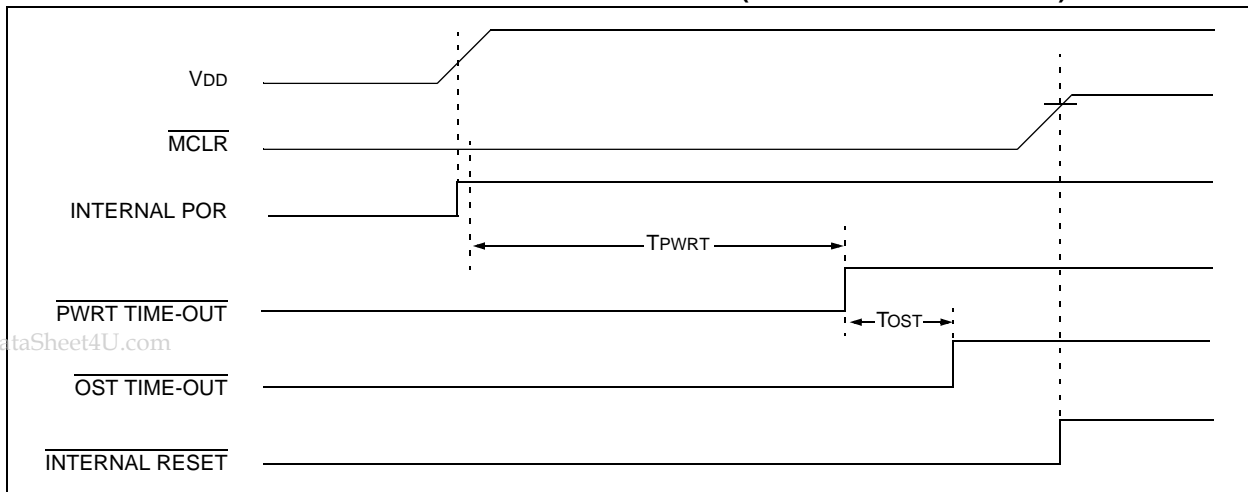 VDD
MCLR
INTERNAL POR
TPWRT
PWRT TIME-OUT
TOST
ataSheet4U.com
OST TIME-OUT
INTERNAL RESET